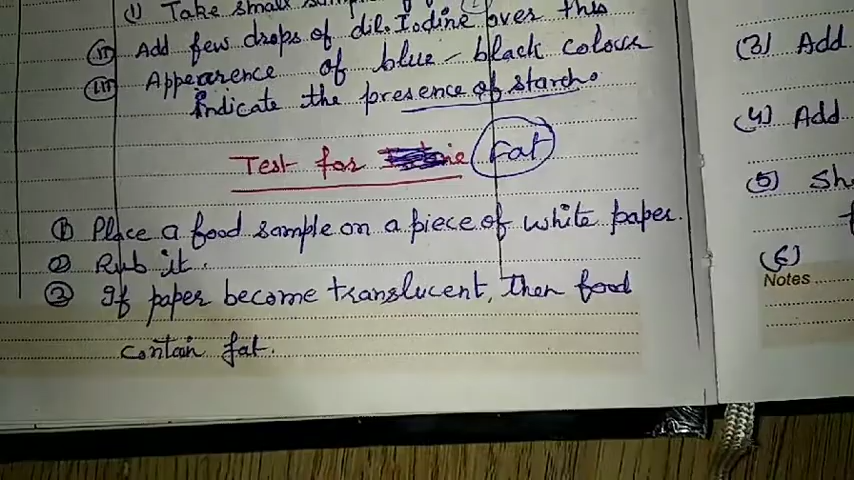 (i) Take small
(ii) Add few drops of dil. Iodine over this
(iii) Appearence of blue - black colour
indicate the presence of starch.
Test for fat
① Place a food sample on a piece of white paper.
② Rub it.
③ If paper become translucent, then food
contain fat.
(3) Add
(4) Add
(5) Sh
(6)
Notes